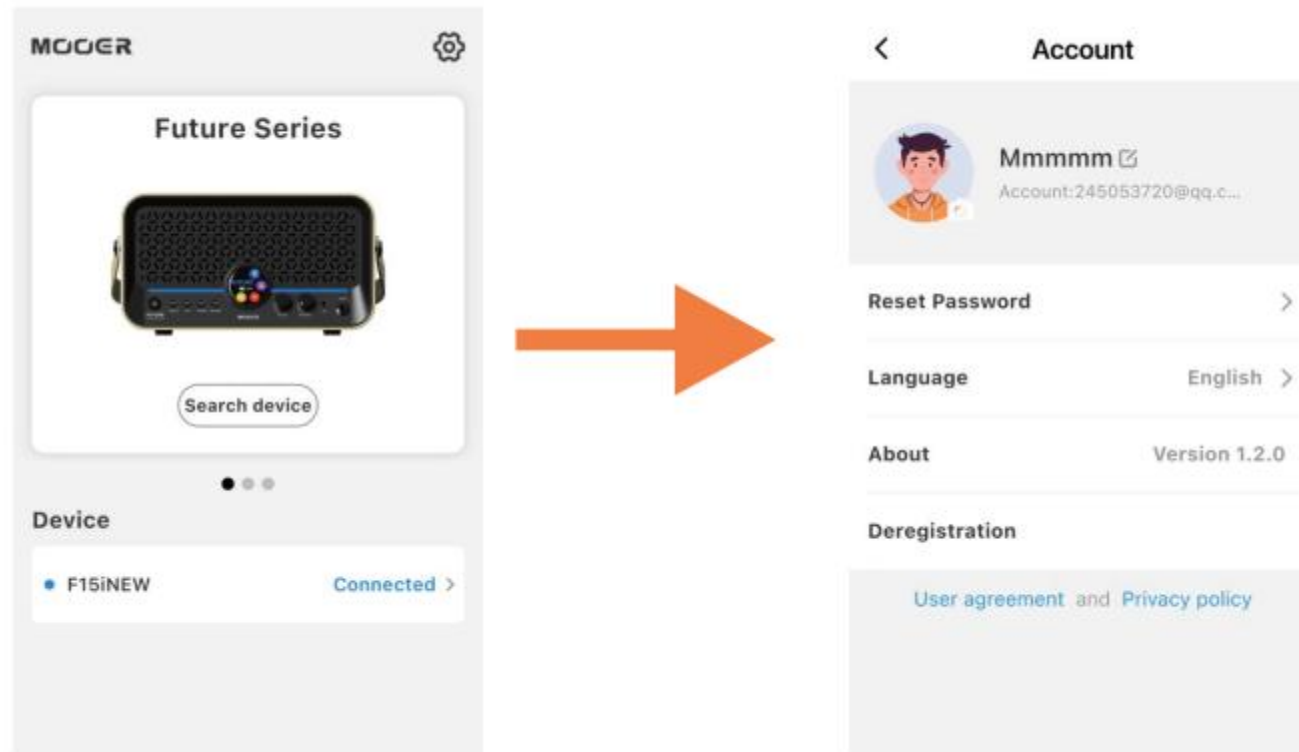 MOOER
Future Series
Search device
Device
F15iNEW
Connected >
< Account
Mmmmm
Account:245053720@qq.c...
Reset Password >
Language English >
About Version 1.2.0
Deregistration
User agreement and Privacy policy